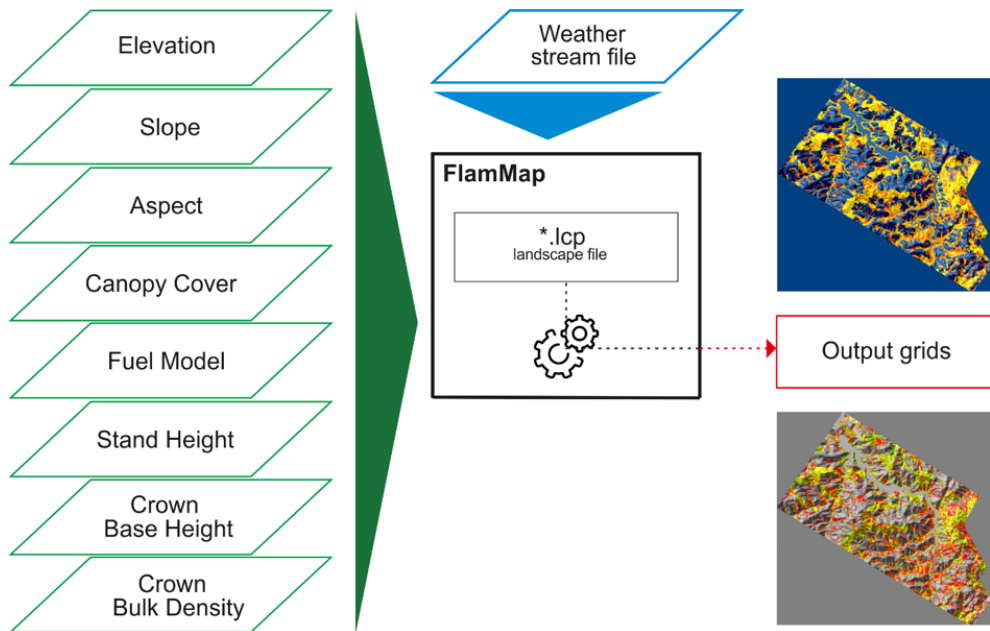 Elevation
Slope
Aspect
Canopy Cover
Fuel Model
Stand Height
Crown
Base Height
Crown
Bulk Density
Weather
stream file
FlamMap
*.lcp
landscape file
Output grids